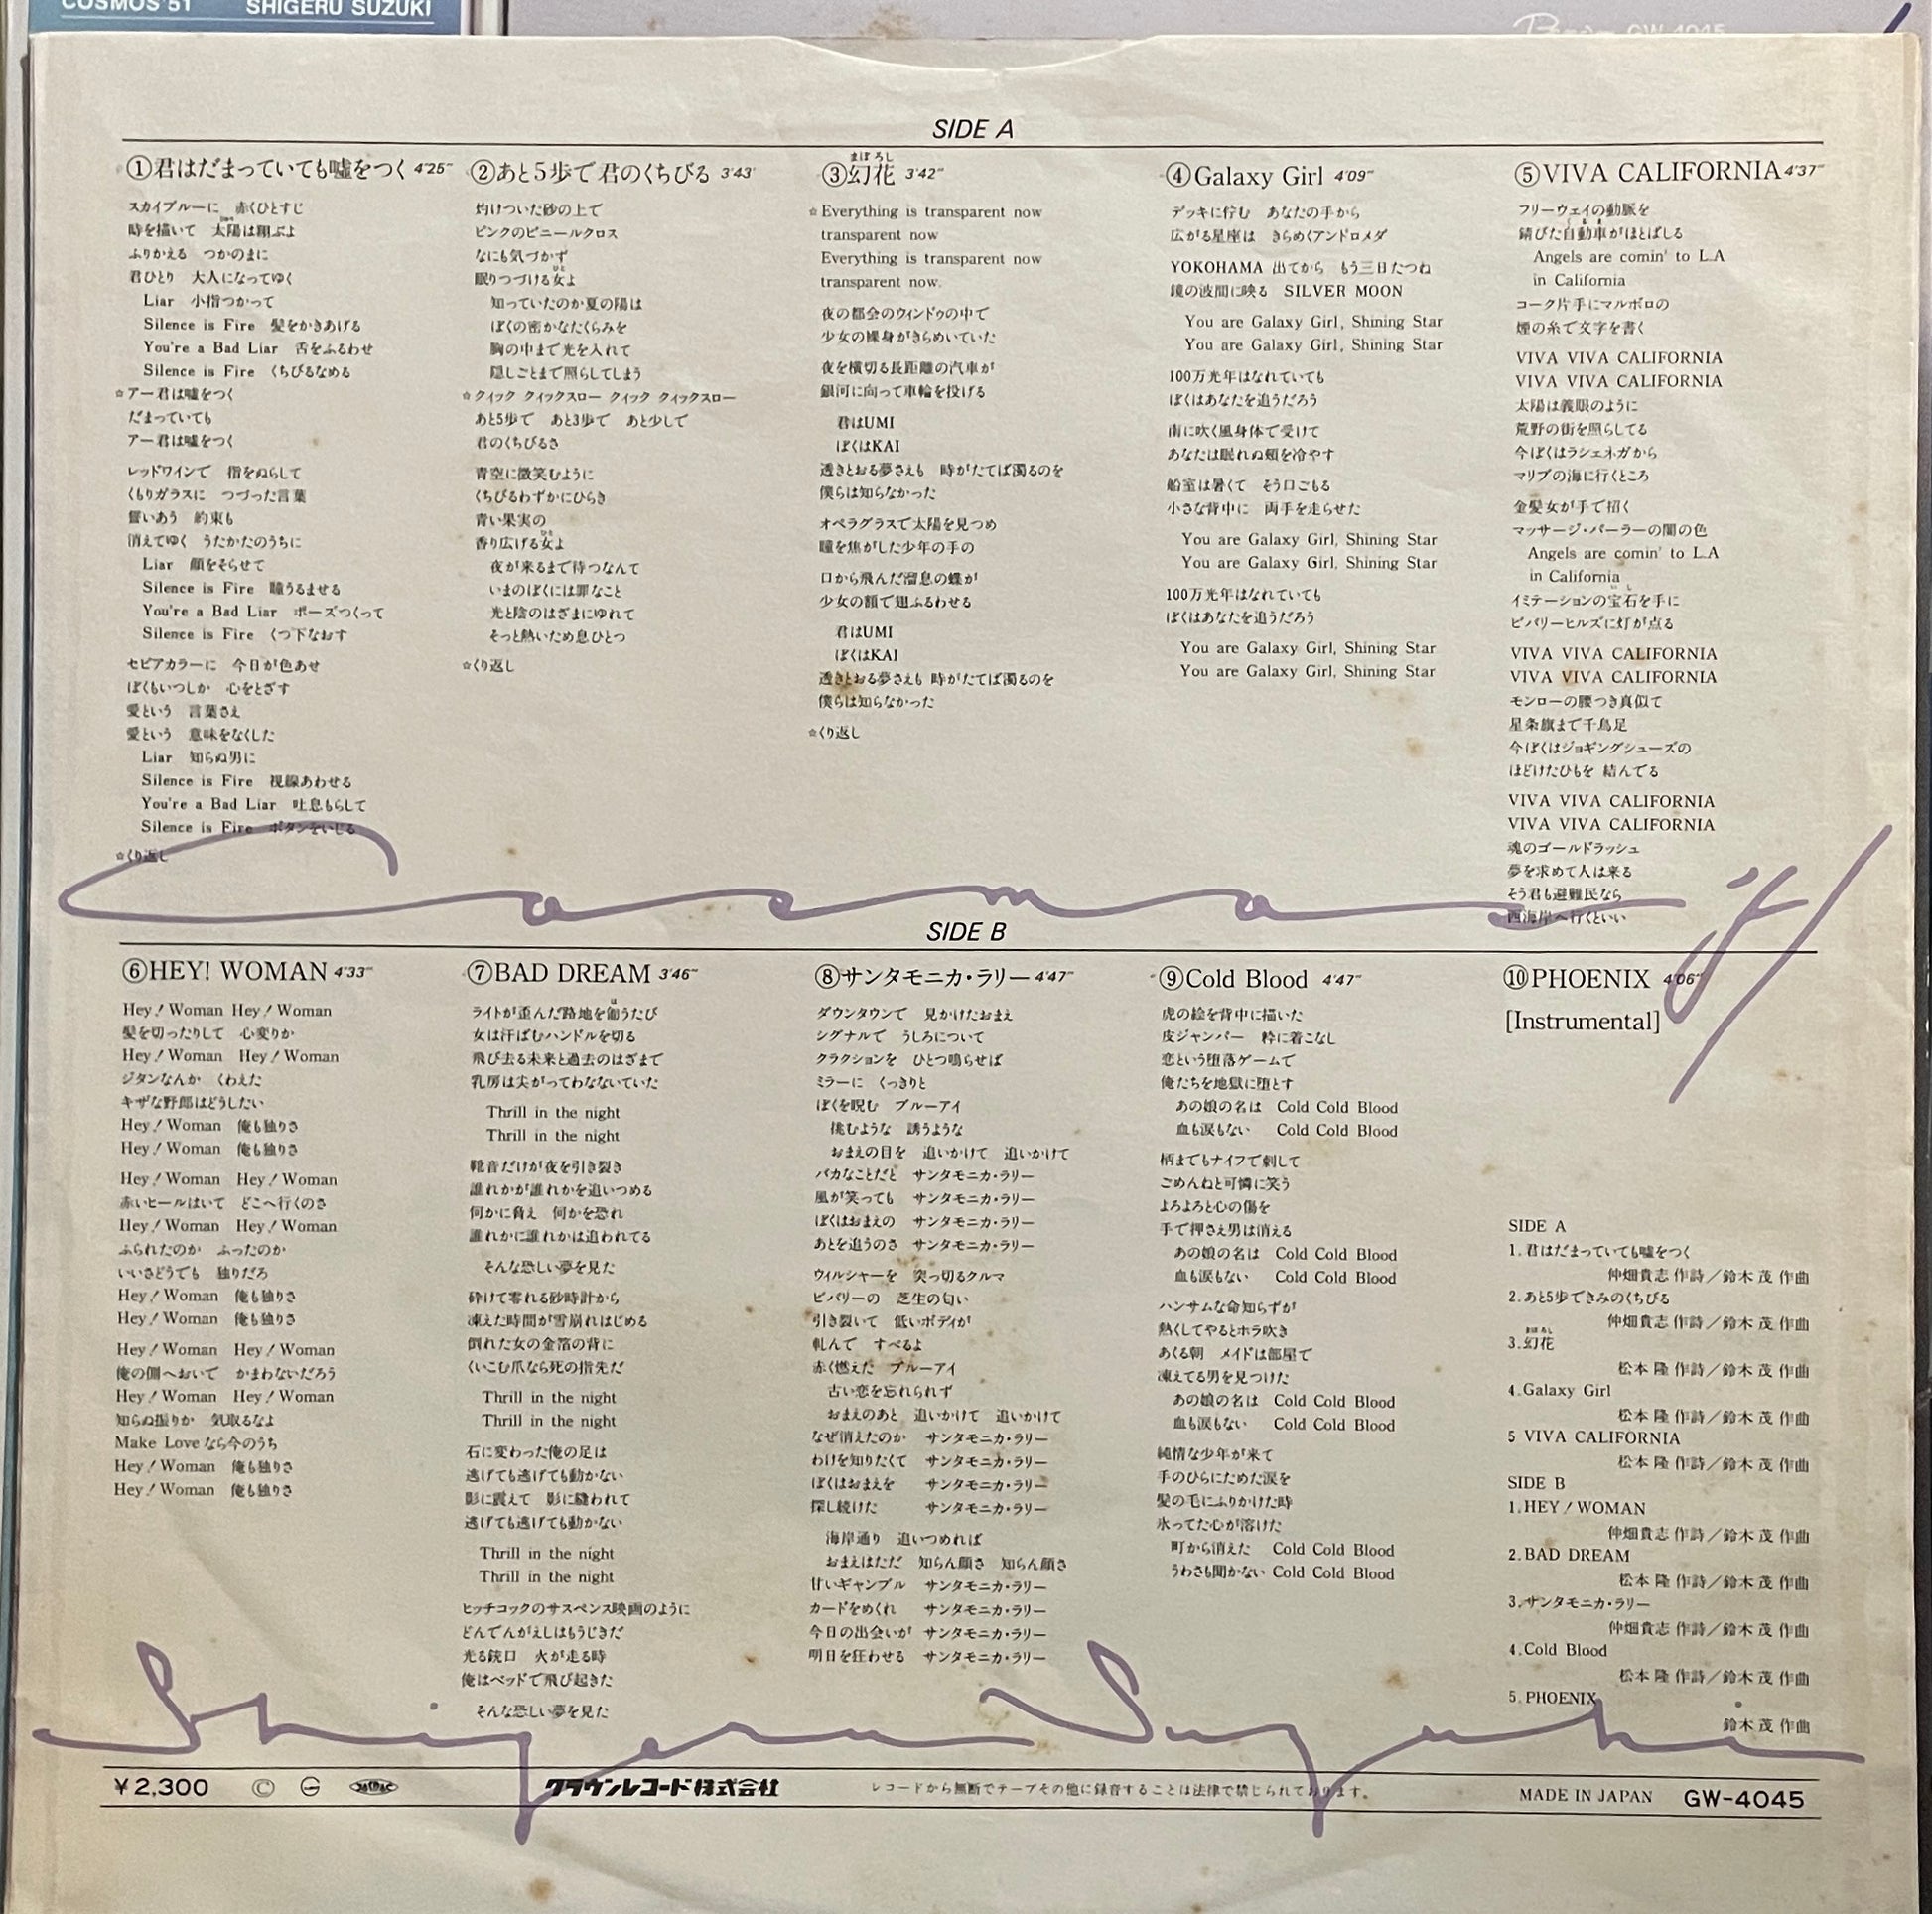 COSMOS'51 SHIGERU SUZUKI
GW-4045
SIDE A
①君はだまっていても嘘をつく 4'25"
スカイブルーに 赤くひとすじ
時を描いて 太陽は翔ぶよ
ふりかえる つかのまに
君ひとり 大人になってゆく
Liar 小指つかって
Silence is Fire 髪をかきあげる
You're a Bad Liar 舌をふるわせ
Silence is Fire くちびるなめる
☆アー君は嘘をつく
だまっていても
アー君は嘘をつく
レッドワインで 指をぬらして
くもりガラスに つづった言葉
誓いあう 約束も
消えてゆく うたかたのうちに
Liar 顔をそらせて
Silence is Fire 瞳うるませる
You're a Bad Liar ポーズつくって
Silence is Fire くつ下なおす
セピアカラーに 今日が色あせ
ぼくもいつしか 心をとざす
愛という 言葉さえ
愛という 意味をなくした
Liar 知らぬ男に
Silence is Fire 視線あわせる
You're a Bad Liar 吐息もらして
Silence is Fire ボタンをいじる
☆くり返し
②あと5歩で君のくちびる 3'43"
灼けついた砂の上で
ピンクのビニールクロス
なにも気づかず
眠りつづける女よ
知っていたのか夏の陽は
ぼくの密かなたくらみを
胸の中まで光を入れて
隠しごとまで照らしてしまう
☆クィック クィックスロー クィック クィックスロー
あと5歩で あと3歩で あと少しで
君のくちびるさ
青空に微笑むように
くちびるわずかにひらき
青い果実の
香り広げる女よ
夜が来るまで待つなんて
いまのぼくには罪なこと
光と陰のはざまにゆれて
そっと熱いため息ひとつ
☆くり返し
まぼろし
③幻花 3'42"
☆Everything is transparent now
transparent now
Everything is transparent now
transparent now.
夜の都会のウィンドゥの中で
少女の裸身がきらめいていた
夜を横切る長距離の汽車が
銀河に向って車輪を投げる
君はUMI
ぼくはKAI
透きとおる夢さえも 時がたてば濁るのを
僕らは知らなかった
オペラグラスで太陽を見つめ
瞳を焦がした少年の手の
口から飛んだ溜息の蝶が
少女の額で翅ふるわせる
君はUMI
ぼくはKAI
透きとおる夢さえも 時がたてば濁るのを
僕らは知らなかった
☆くり返し
④Galaxy Girl 4'09"
デッキに佇む あなたの手から
広がる星座は きらめくアンドロメダ
YOKOHAMA 出てから もう三日たつね
鏡の波間に映る SILVER MOON
You are Galaxy Girl, Shining Star
You are Galaxy Girl, Shining Star
100万光年はなれていても
ぼくはあなたを追うだろう
南に吹く風身体で受けて
あなたは眠れぬ頬を冷やす
船室は暑くて そう口ごもる
小さな背中に 両手を走らせた
You are Galaxy Girl, Shining Star
You are Galaxy Girl, Shining Star
100万光年はなれていても
ぼくはあなたを追うだろう
You are Galaxy Girl, Shining Star
You are Galaxy Girl, Shining Star
⑤VIVA CALIFORNIA 4'37"
フリーウェイの動脈を
錆びた自動車がほとばしる
Angels are comin' to L.A
in California
コーク片手にマルボロの
煙の糸で文字を書く
VIVA VIVA CALIFORNIA
VIVA VIVA CALIFORNIA
太陽は義眼のように
荒野の街を照らしてる
今ぼくはラシェネガから
マリブの海に行くところ
金髪女が手で招く
マッサージ・パーラーの闇の色
Angels are comin' to L.A
in California
イミテーションの宝石を手に
ビバリーヒルズに灯が点る
VIVA VIVA CALIFORNIA
VIVA VIVA CALIFORNIA
モンローの腰つき真似て
星条旗まで千鳥足
今ぼくはジョギングシューズの
ほどけたひもを 結んでる
VIVA VIVA CALIFORNIA
VIVA VIVA CALIFORNIA
魂のゴールドラッシュ
夢を求めて人は来る
そう君も避難民なら
西海岸へ行くといい
Cosmos '51
SIDE B
⑥HEY! WOMAN 4'33"
Hey! Woman Hey! Woman
髪を切ったりして 心変りか
Hey! Woman Hey! Woman
ジタンなんか くわえた
キザな野郎はどうしたい
Hey! Woman 俺も独りさ
Hey! Woman 俺も独りさ
Hey! Woman Hey! Woman
赤いヒールはいて どこへ行くのさ
Hey! Woman Hey! Woman
ふられたのか ふったのか
いいさどうでも 独りだろ
Hey! Woman 俺も独りさ
Hey! Woman 俺も独りさ
Hey! Woman Hey! Woman
俺の側へおいで かまわないだろう
Hey! Woman Hey! Woman
知らぬ振りか 気取るなよ
Make Loveなら今のうち
Hey! Woman 俺も独りさ
Hey! Woman 俺も独りさ
⑦BAD DREAM 3'46"
ライトが歪んだ路地を匍うたび
女は汗ばむハンドルを切る
飛び去る未来と過去のはざまで
乳房は尖がってわなないていた
Thrill in the night
Thrill in the night
靴音だけが夜を引き裂き
誰れかが誰れかを追いつめる
何かに脅え 何かを恐れ
誰れかに誰れかは追われてる
そんな恐しい夢を見た
砕けて零れる砂時計から
凍えた時間が雪崩れはじめる
倒れた女の金箔の背に
くいこむ爪なら死の指先だ
Thrill in the night
Thrill in the night
石に変わった俺の足は
逃げても逃げても動かない
影に震えて 影に縫われて
逃げても逃げても動かない
Thrill in the night
Thrill in the night
ヒッチコックのサスペンス映画のように
どんでんがえしはもうじきだ
光る銃口 火が走る時
俺はベッドで飛び起きた
そんな恐しい夢を見た
⑧サンタモニカ・ラリー 4'47"
ダウンタウンで 見かけたおまえ
シグナルで うしろについて
クラクションを ひとつ鳴らせば
ミラーに くっきりと
ぼくを睨む ブルーアイ
挑むような 誘うような
おまえの目を 追いかけて 追いかけて
バカなことだと サンタモニカ・ラリー
風が笑っても サンタモニカ・ラリー
ぼくはおまえの サンタモニカ・ラリー
あとを追うのさ サンタモニカ・ラリー
ウィルシャーを 突っ切るクルマ
ビバリーの 芝生の匂い
引き裂いて 低いボディが
軋んで すべるよ
赤く燃えた ブルーアイ
古い恋を忘れられず
おまえのあと 追いかけて 追いかけて
なぜ消えたのか サンタモニカ・ラリー
わけを知りたくて サンタモニカ・ラリー
ぼくはおまえを サンタモニカ・ラリー
探し続けた サンタモニカ・ラリー
海岸通り 追いつめれば
おまえはただ 知らん顔さ 知らん顔さ
甘いギャンブル サンタモニカ・ラリー
カードをめくれ サンタモニカ・ラリー
今日の出会いが サンタモニカ・ラリー
明日を狂わせる サンタモニカ・ラリー
⑨Cold Blood 4'47"
虎の絵を背中に描いた
皮ジャンパー 粋に着こなし
恋という堕落ゲームで
俺たちを地獄に堕とす
あの娘の名は Cold Cold Blood
血も涙もない Cold Cold Blood
柄までもナイフで刺して
ごめんねと可憐に笑う
よろよろと心の傷を
手で押さえ男は消える
あの娘の名は Cold Cold Blood
血も涙もない Cold Cold Blood
ハンサムな命知らずが
熱くしてやるとホラ吹き
あくる朝 メイドは部屋で
凍えてる男を見つけた
あの娘の名は Cold Cold Blood
血も涙もない Cold Cold Blood
純情な少年が来て
手のひらにためた涙を
髪の毛にふりかけた時
氷ってた心が溶けた
町から消えた Cold Cold Blood
うわさも聞かない Cold Cold Blood
⑩PHOENIX 4'06"
[Instrumental]
SIDE A
1.君はだまっていても嘘をつく
仲畑貴志 作詩／鈴木 茂 作曲
2.あと5歩できみのくちびる
仲畑貴志 作詩／鈴木 茂 作曲
まぼろし
3.幻花
松本 隆 作詩／鈴木 茂 作曲
4.Galaxy Girl
松本 隆 作詩／鈴木 茂 作曲
5 VIVA CALIFORNIA
松本 隆 作詩／鈴木 茂 作曲
SIDE B
1.HEY! WOMAN
仲畑貴志 作詩／鈴木 茂 作曲
2.BAD DREAM
松本 隆 作詩／鈴木 茂 作曲
3.サンタモニカ・ラリー
仲畑貴志 作詩／鈴木 茂 作曲
4.Cold Blood
松本 隆 作詩／鈴木 茂 作曲
5.PHOENIX
鈴木 茂 作曲
Shigeru Suzuki
¥2,300 Ⓒ JASRAC クラウンレコード株式会社 レコードから無断でテープその他に録音することは法律で禁じられております。 MADE IN JAPAN GW-4045